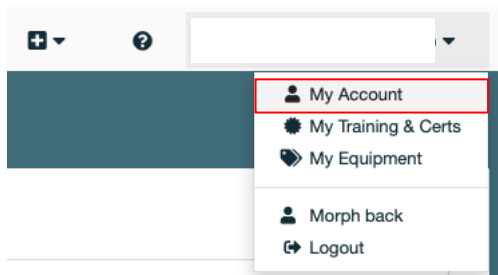 My Account
My Training & Certs
My Equipment
Morph back
Logout